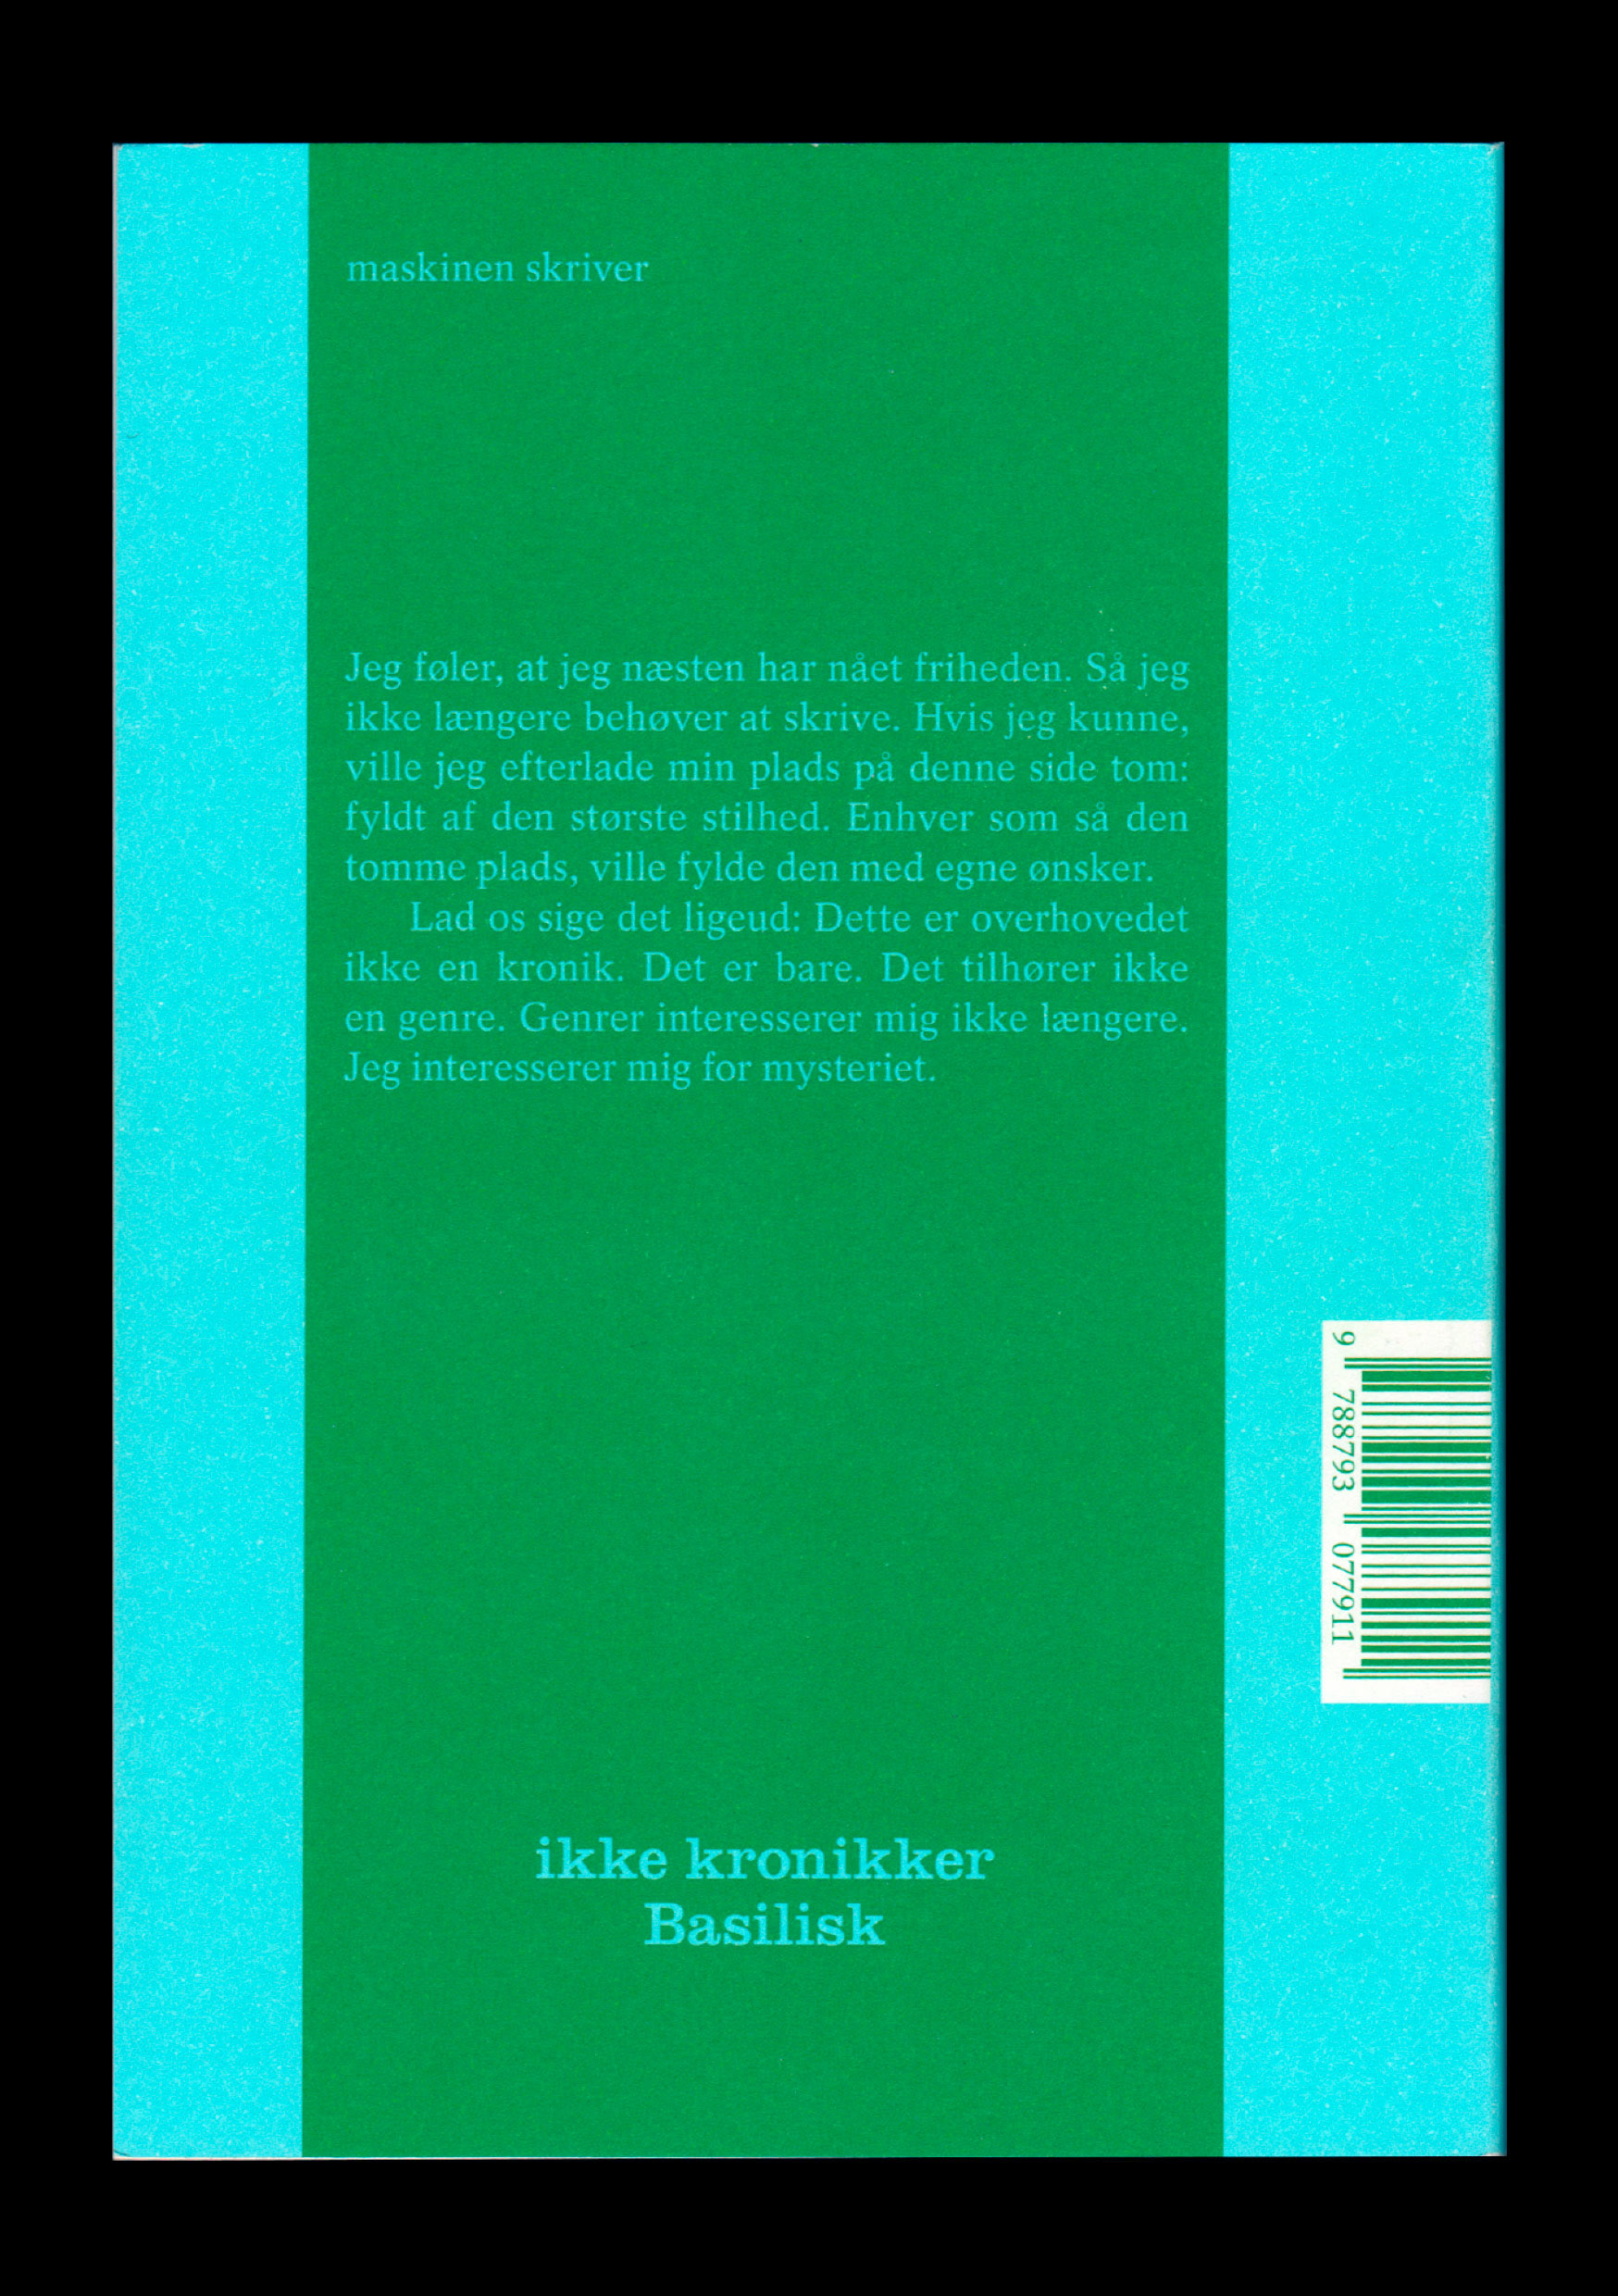 maskinen skriver
Jeg føler, at jeg næsten har nået friheden. Så jeg
ikke længere behøver at skrive. Hvis jeg kunne,
ville jeg efterlade min plads på denne side tom:
fyldt af den største stilhed. Enhver som så den
tomme plads, ville fylde den med egne ønsker.
Lad os sige det ligeud: Dette er overhovedet
ikke en kronik. Det er bare. Det tilhører ikke
en genre. Genrer interesserer mig ikke længere.
Jeg interesserer mig for mysteriet.
9 788793 077911
ikke kronikker
Basilisk